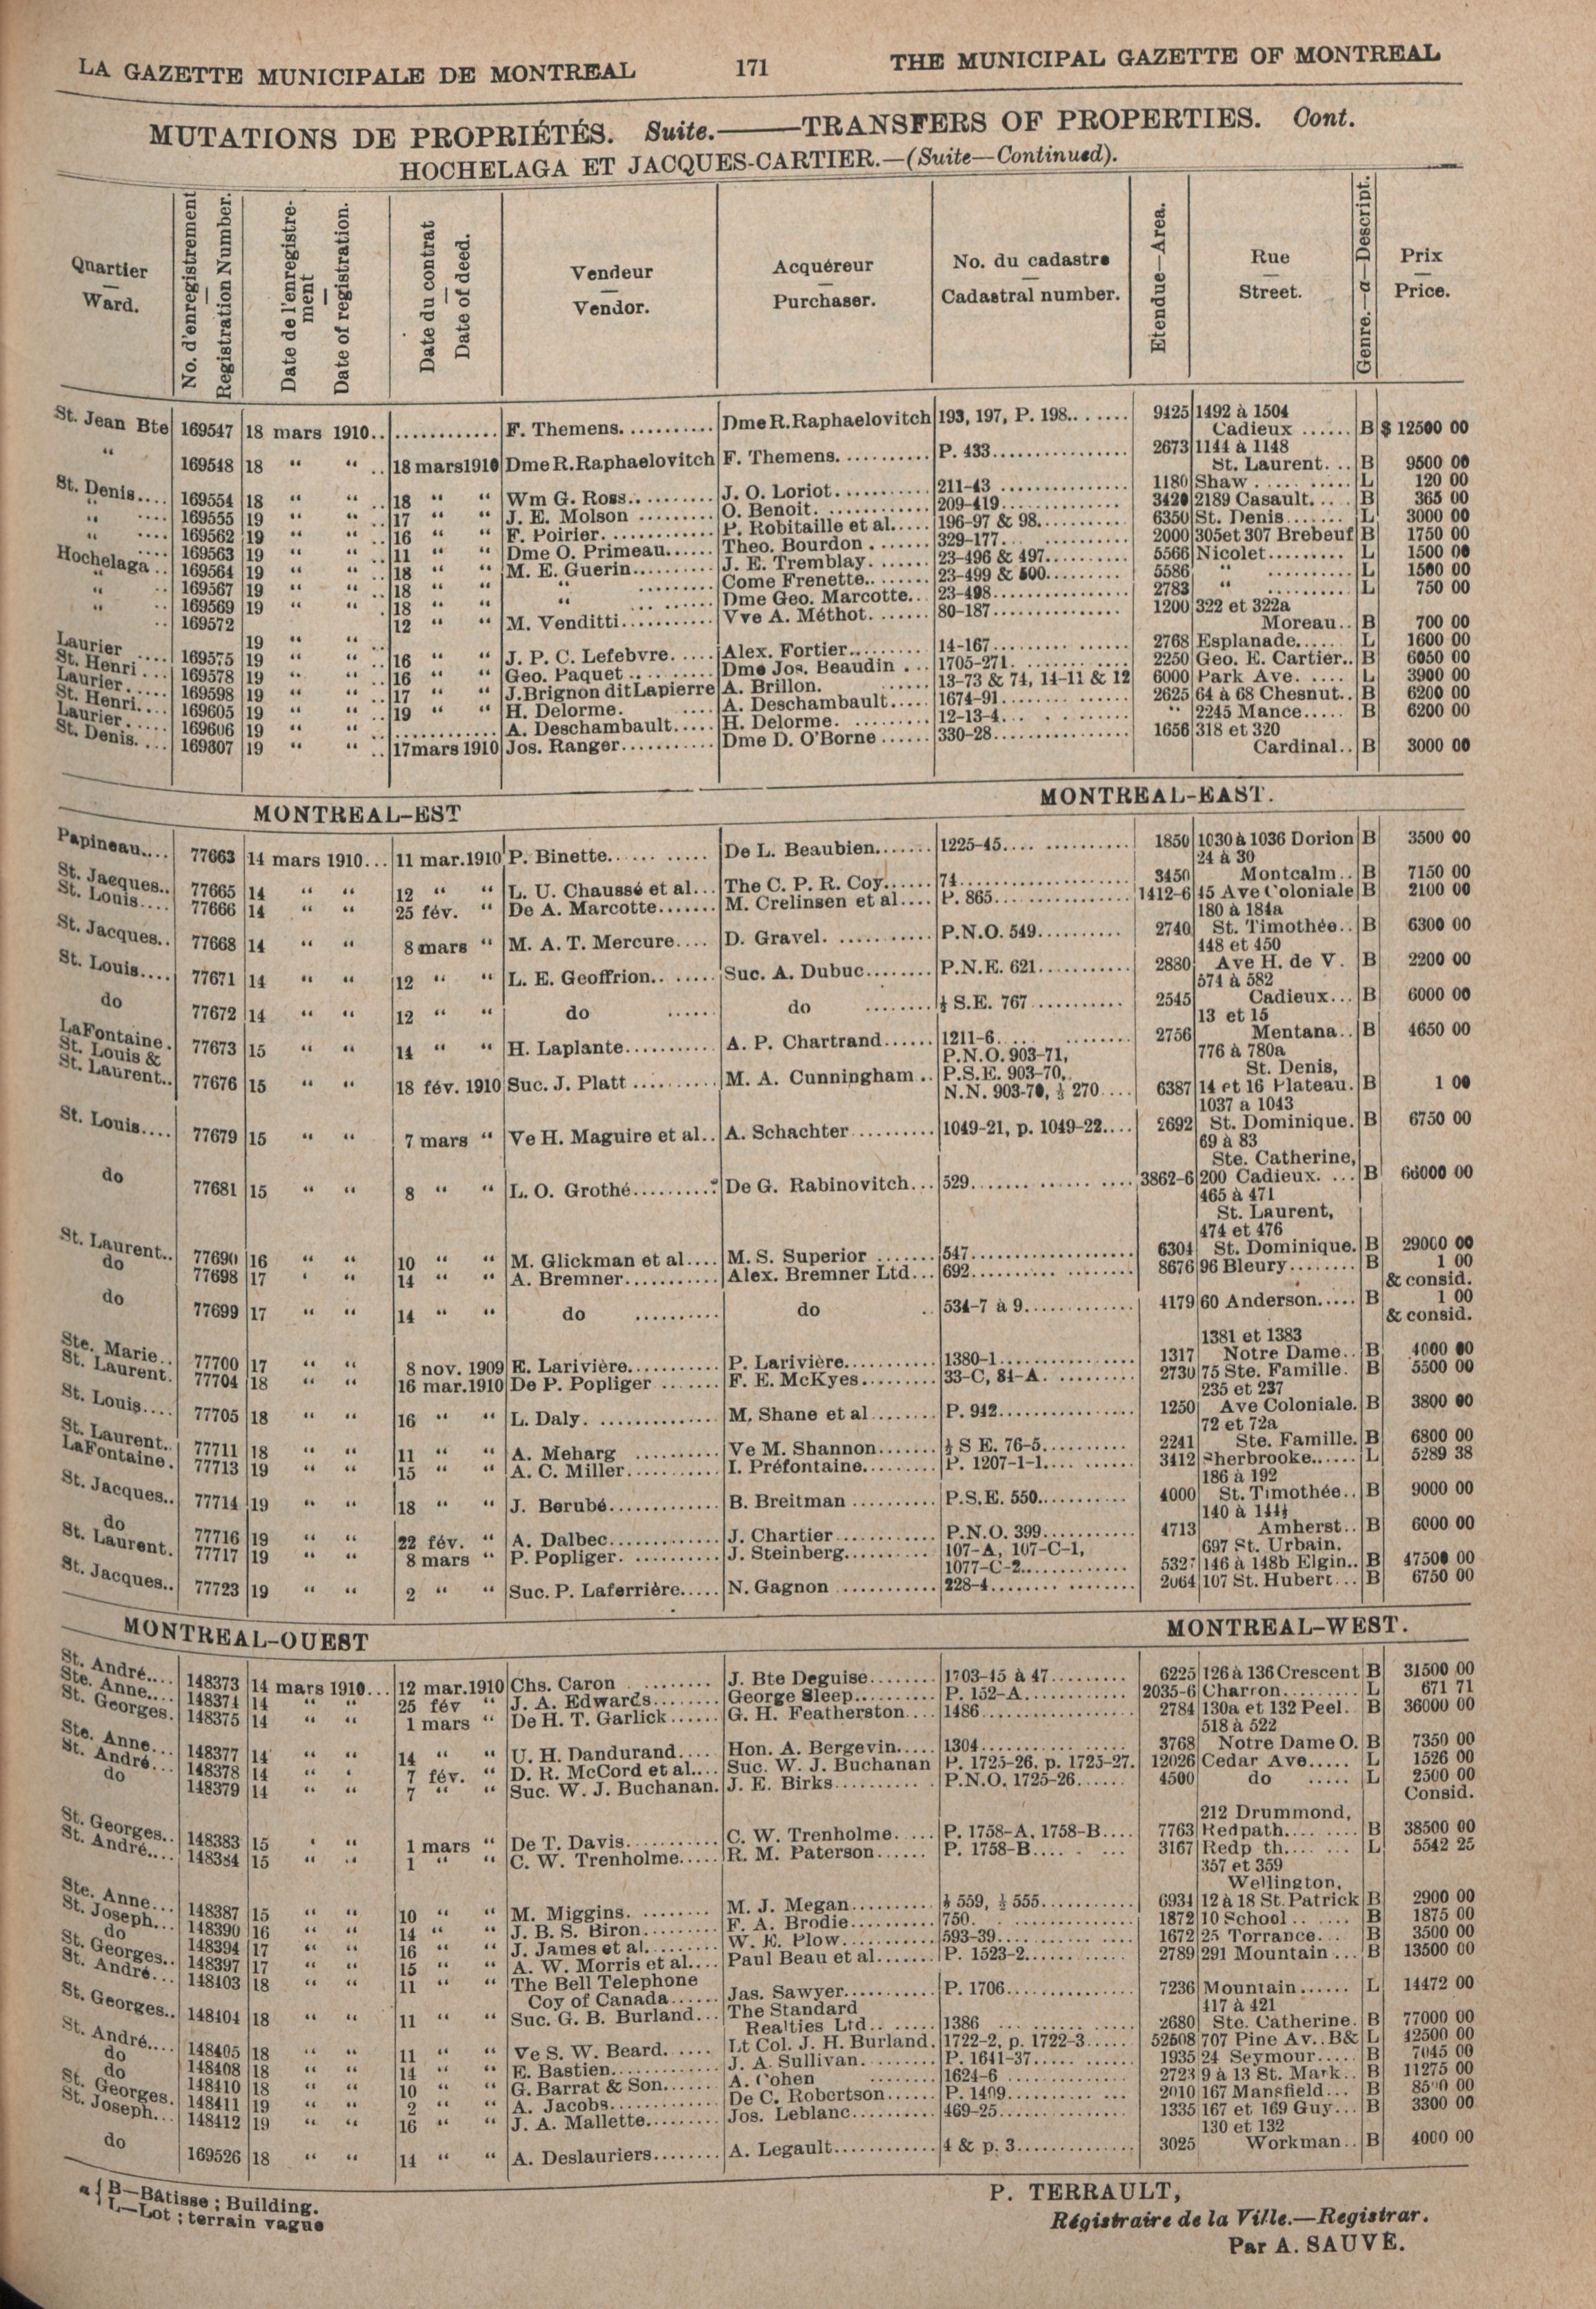 LA GAZETTE MUNICIPALE DE MONTREAL 171 THE MUNICIPAL GAZETTE OF MONTREAL
MUTATIONS DE PROPRIÉTÉS. Suite.———TRANSFERS OF PROPERTIES. Cont.
HOCHELAGA ET JACQUES-CARTIER.—(Suite—Continued).
Quartier — Ward. No. d'enregistrement — Registration Number. Date de l'enregistrement — Date of registration. Date du contrat — Date of deed. Vendeur — Vendor. Acquéreur — Purchaser. No. du cadastre — Cadastral number. Etendue—Area. Rue — Street. Genre.—a—Descript. Prix — Price.
St. Jean Bte 169547 18 mars 1910.. ............ F. Themens........... Dme R. Raphaelovitch 193, 197, P. 198........ 9425 1492 à 1504
Cadieux ...... B $ 12500 00
“ 169548 18 “ “ .. 18 mars 1910 Dme R. Raphaelovitch F. Themens. .......... P. 433................ 2673 1144 à 1148
St. Laurent. .. B 9500 00
St. Denis.... 169554 18 “ “ .. 18 “ “ Wm G. Ross.......... J. O. Loriot............ 211-43 ............... 1180 Shaw.......... L 120 00
“ .... 169555 19 “ “ .. 17 “ “ J. E. Molson ......... O. Benoit. ............ 209-419............... 3420 2189 Casault.... B 365 00
“ .... 169562 19 “ “ .. 16 “ “ F. Poirier. ............ P. Robitaille et al..... 196-97 & 98........... 6350 St. Denis........ L 3000 00
“ .... 169563 19 “ “ .. 11 “ “ Dme O. Primeau...... Theo. Bourdon ....... 329-177............... 2000 305 et 307 Brebeuf B 1750 00
Hochelaga .. 169564 19 “ “ .. 18 “ “ M. E. Guerin.......... J. E. Tremblay........ 23-496 & 497.......... 5566 Nicolet.......... L 1500 00
“ .. 169567 19 “ “ .. 18 “ “ “ ......... Come Frenette........ 23-499 & 500......... 5586 “ .......... L 1500 00
“ .. 169569 19 “ “ .. 18 “ “ “ ......... Dme Geo. Marcotte.. 23-498................ 2783 “ .......... L 750 00
“ .. 169572 19 “ “ .. 12 “ “ M. Venditti........... Vve A. Méthot....... 80-187................ 1200 322 et 322a
Moreau.. B 700 00
Laurier .... 169575 19 “ “ .. 16 “ “ J. P. C. Lefebvre. .... Alex. Fortier.......... 14-167................ 2768 Esplanade...... L 1600 00
St. Henri ... 169578 19 “ “ .. 16 “ “ Geo. Paquet .......... Dme Jos. Beaudin ... 1705-271.............. 2250 Geo. E. Cartier.. B 6050 00
Laurier..... 169598 19 “ “ .. 17 “ “ J. Brignon dit Lapierre A. Brillon. ...... 13-73 & 74, 14-11 & 12 6000 Park Ave. .... L 3900 00
St. Henri.... 169605 19 “ “ .. 19 “ “ H. Delorme. .... A. Deschambault..... 1674-91............... 2625 64 à 68 Chesnut.. B 6200 00
Laurier..... 169606 19 “ “ .. ............ A. Deschambault..... H. Delorme. ......... 12-13-4............... “ 2245 Mance..... B 6200 00
St. Denis.... 169307 19 “ “ .. 17 mars 1910 Jos. Ranger........... Dme D. O'Borne ...... 330-28................ 1656 318 et 320
Cardinal.. B 3000 00
MONTREAL-EST MONTREAL-EAST.
Papineau.... 77663 14 mars 1910... 11 mar. 1910 P. Binette............ De L. Beaubien....... 1225-45............... 1850 1030 à 1036 Dorion B 3500 00
24 à 30
St. Jacques.. 77665 14 “ “ 12 “ “ L. U. Chaussé et al... The C. P. R. Coy...... 74.................... 3450 Montcalm.. B 7150 00
St. Louis.... 77666 14 “ “ 25 fév. “ De A. Marcotte....... M. Crelinsen et al.... P. 865................ 1412-6 45 Ave Coloniale B 2100 00
180 à 184a
St. Jacques.. 77668 14 “ “ 8 mars “ M. A. T. Mercure.... D. Gravel. ........... P.N.O. 549.......... 2740 St. Timothée.. B 6300 00
448 et 450
St. Louis.... 77671 14 “ “ 12 “ “ L. E. Geoffrion........ Suc. A. Dubuc........ P.N.E. 621........... 2880 Ave H. de V. B 2200 00
574 à 582
do 77672 14 “ “ 12 “ “ do ...... do ........ ½ S.E. 767........... 2545 Cadieux... B 6000 00
13 et 15
LaFontaine. 77673 15 “ “ 14 “ “ H. Laplante........... A. P. Chartrand...... 1211-6............... 2756 Mentana.. B 4650 00
St. Louis & P.N.O. 903-71, 776 à 780a
St. Denis,
St. Laurent.. 77676 15 “ “ 18 fév. 1910 Suc. J. Platt .......... M. A. Cunningham .. P.S.E. 903-70,
N.N. 903-70, ½ 270.... 6387 14 et 16 Plateau. B 1 00
1037 a 1043
St. Louis.... 77679 15 “ “ 7 mars “ Ve H. Maguire et al.. A. Schachter.......... 1049-21, p. 1049-22.... 2692 St. Dominique. B 6750 00
69 à 83
Ste. Catherine,
do 77681 15 “ “ 8 “ “ L. O. Grothé.......... De G. Rabinovitch... 529................... 3862-6 200 Cadieux. ... B 66000 00
465 à 471
St. Laurent,
474 et 476
St. Laurent.. 77690 16 “ “ 10 “ “ M. Glickman et al.... M. S. Superior ....... 547................... 6304 St. Dominique. B 29000 00
do 77698 17 “ “ 14 “ “ A. Bremner........... Alex. Bremner Ltd... 692................... 8676 96 Bleury........ B 1 00
& consid.
do 77699 17 “ “ 14 “ “ do .......... do .. 534-7 à 9............. 4179 60 Anderson..... B 1 00
& consid.
1381 et 1383
Ste. Marie.. 77700 17 “ “ 8 nov. 1909 E. Larivière........... P. Larivière........... 1380-1................ 1317 Notre Dame.. B 4000 00
St. Laurent. 77704 18 “ “ 16 mar. 1910 De P. Popliger ....... F. E. McKyes......... 33-C, 84-A. ......... 2730 75 Ste. Famille. B 5500 00
235 et 237
St. Louis.... 77705 18 “ “ 16 “ “ L. Daly. .............. M. Shane et al........ P. 942................ 1250 Ave Coloniale. B 3800 00
72 et 72a
St. Laurent.. 77711 18 “ “ 11 “ “ A. Meharg .......... Ve M. Shannon....... ½ S E. 76-5.......... 2241 Ste. Famille. B 6800 00
LaFontaine. 77713 19 “ “ 15 “ “ A. C. Miller........... I. Préfontaine......... P. 1207-1-1........... 3412 Sherbrooke...... L 5289 38
186 à 192
St. Jacques.. 77714 19 “ “ 18 “ “ J. Berubé............. B. Breitman .......... P.S.E. 550........... 4000 St. Timothée.. B 9000 00
140 à 144½
do 77716 19 “ “ 22 fév. “ A. Dalbec............. J. Chartier............ P.N.O. 399.......... 4713 Amherst.. B 6000 00
St. Laurent. 77717 19 “ “ 8 mars “ P. Popliger. .......... J. Steinberg.......... 107-A, 107-C-1, 697 St. Urbain.
1077-C-2............. 5327 146 à 148b Elgin.. B 47500 00
St. Jacques.. 77723 19 “ “ 2 “ “ Suc. P. Laferrière..... N. Gagnon ............ 228-4................. 2064 107 St. Hubert... B 6750 00
MONTREAL-OUEST MONTREAL-WEST.
St. André.... 148373 14 mars 1910... 12 mar. 1910 Chs. Caron ......... J. Bte Deguise........ 1703-45 à 47......... 6225 126 à 136 Crescent B 31500 00
Ste. Anne.... 148374 14 “ “ 25 fév “ J. A. Edwards........ George Sleep.......... P. 152-A............. 2035-6 Charron......... L 671 71
St. Georges. 148375 14 “ “ 1 mars “ De H. T. Garlick...... G. H. Featherston.... 1486.................. 2784 130a et 132 Peel. B 36000 00
518 à 522
Ste. Anne... 148377 14 “ “ 14 “ “ U. H. Dandurand.... Hon. A. Bergevin..... 1304.................. 3768 Notre Dame O. B 7350 00
St. André... 148378 14 “ “ 7 fév. “ D. R. McCord et al.... Suc. W. J. Buchanan P. 1725-26, p. 1725-27. 12026 Cedar Ave..... L 1526 00
do 148379 14 “ “ 7 “ “ Suc. W. J. Buchanan. J. E. Birks............ P.N.O. 1725-26...... 4500 do ..... L 2500 00
Consid.
212 Drummond,
St. Georges.. 148383 15 “ “ 1 mars “ De T. Davis........... C. W. Trenholme..... P. 1758-A, 1758-B.... 7763 Redpath......... B 38500 00
St. André.... 148384 15 “ “ 1 “ “ C. W. Trenholme..... R. M. Paterson...... P. 1758-B............ 3167 Redp th......... L 5542 25
357 et 359
Wellington,
Ste. Anne... 148387 15 “ “ 10 “ “ M. Miggins. ........ M. J. Megan.......... ½ 559, ½ 555........... 6934 12 à 18 St. Patrick B 2900 00
St. Joseph... 148390 16 “ “ 14 “ “ J. B. S. Biron......... F. A. Brodie.......... 750................... 1872 10 School ...... B 1875 00
do 148394 17 “ “ 16 “ “ J. James et al......... W. E. Plow........... 593-39................ 1672 25 Torrance... B 3500 00
St. Georges.. 148397 17 “ “ 15 “ “ A. W. Morris et al.... Paul Beau et al....... P. 1523-2............. 2789 291 Mountain ... B 13500 00
St. André... 148403 18 “ “ 11 “ “ The Bell Telephone
Coy of Canada...... Jas. Sawyer........... P. 1706............... 7236 Mountain...... L 14472 00
417 à 421
St. Georges.. 148404 18 “ “ 11 “ “ Suc. G. B. Burland... The Standard
Realties Ltd......... 1386 ................. 2680 Ste. Catherine. B 77000 00
St. André.... 148405 18 “ “ 11 “ “ Ve S. W. Beard. ..... Lt Col. J. H. Burland. 1722-2, p. 1722-3..... 52508 707 Pine Av.. B& L 42500 00
do 148408 18 “ “ 14 “ “ E. Bastien............ J. A. Sullivan. ........ P. 1641-37............ 1935 24 Seymour..... B 7045 00
do 148410 18 “ “ 10 “ “ G. Barrat & Son...... A. Cohen ............ 1624-6 ............... 2723 9 à 13 St. Mark.. B 11275 00
St. Georges. 148411 19 “ “ 2 “ “ A. Jacobs............. De C. Robertson...... P. 1409............... 2010 167 Mansfield... B 00
St. Joseph... 148412 19 “ “ 16 “ “ J. A. Mallette......... Jos. Leblanc.......... 469-25................ 1335 167 et 169 Guy... B 3300 00
130 et 132
do 169526 18 “ “ 14 “ “ A. Deslauriers........ A. Legault............ 4 & p. 3............... 3025 Workman.. B 4000 00
a { B—Bâtisse ; Building.
L—Lot ; terrain vague
P. TERRAULT,
Régistraire de la Ville.—Registrar.
Par A. SAUVÉ.